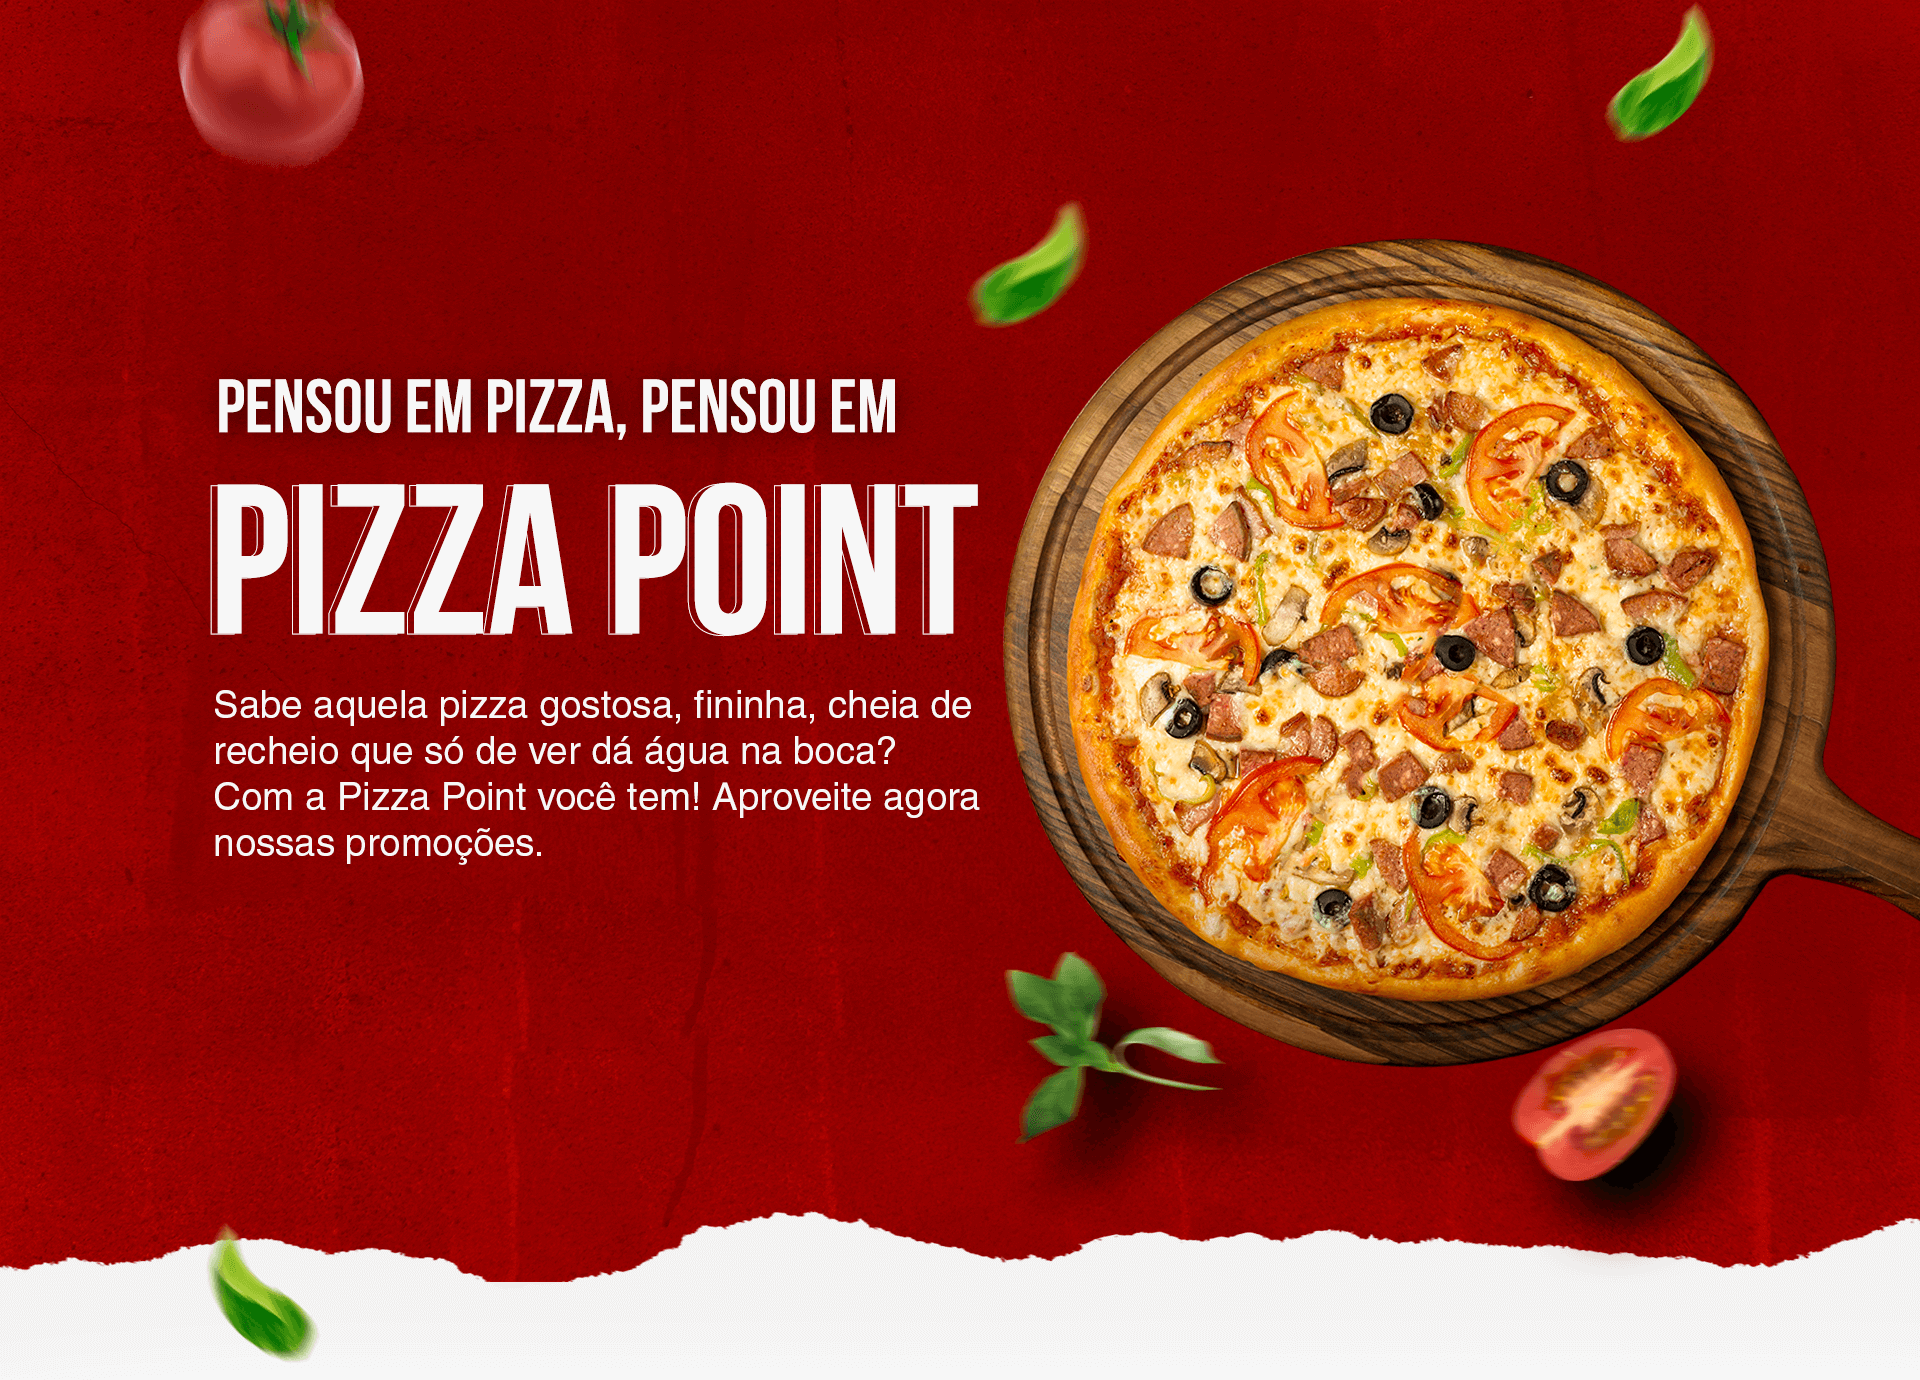 PENSOU EM PIZZA, PENSOU EM
PIZZA POINT
Sabe aquela pizza gostosa, fininha, cheia de
recheio que só de ver dá água na boca?
Com a Pizza Point você tem! Aproveite agora
nossas promoções.